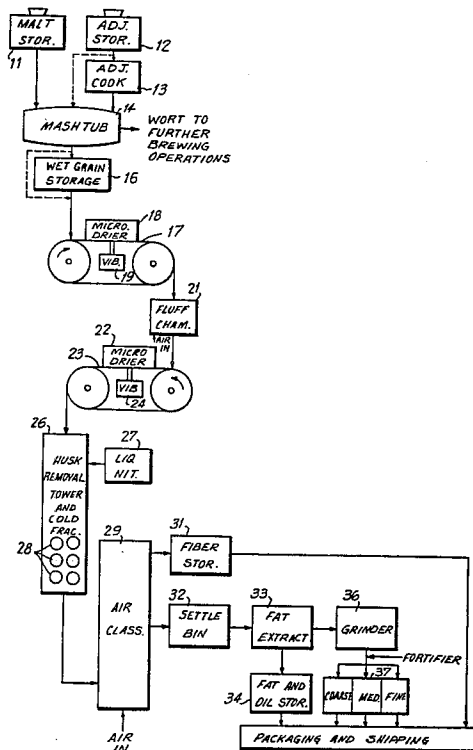 MALT
STOR.
11
ADJ.
STOR.
12
ADJ.
COOK
13
14
MASH TUB
WORT TO
FURTHER
BREWING
OPERATIONS
WET GRAIN
STORAGE
16
18
MICRO.
DRIER
17
VIB.
19
21
FLUFF
CHAM.
AIR
IN
22
MICRO
DRIER
23
VIB
24
26
HUSK
REMOVAL
TOWER
AND
COLD
FRAC.
27
LIQ
NIT.
28
29
AIR
CLASS.
AIR
IN
31
FIBER
STOR.
32
SETTLE
BIN
33
FAT
EXTRACT
36
GRINDER
FORTIFIER
34
FAT AND
OIL STOR.
37
COARSE
MED.
FINE
PACKAGING AND SHIPPING